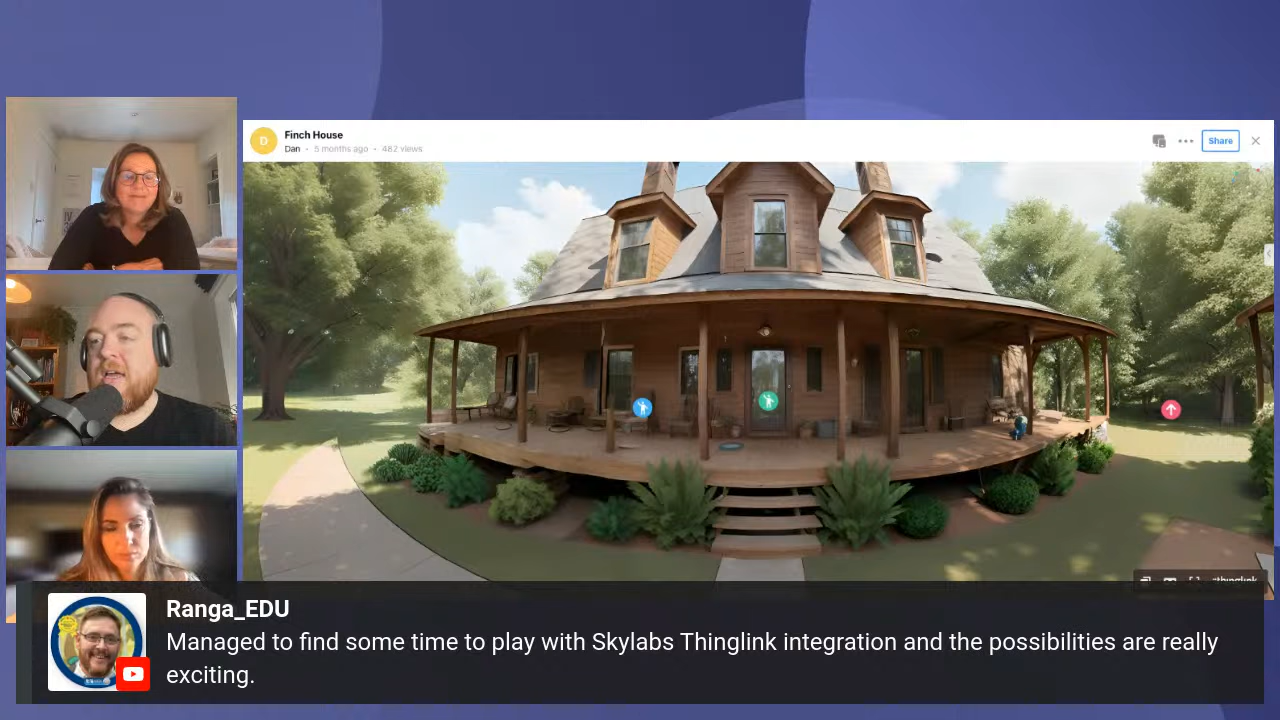 D
Finch House
Dan • 5 months ago • 482 views
Share
thinglink
Ranga_EDU
Managed to find some time to play with Skylabs Thinglink integration and the possibilities are really
exciting.